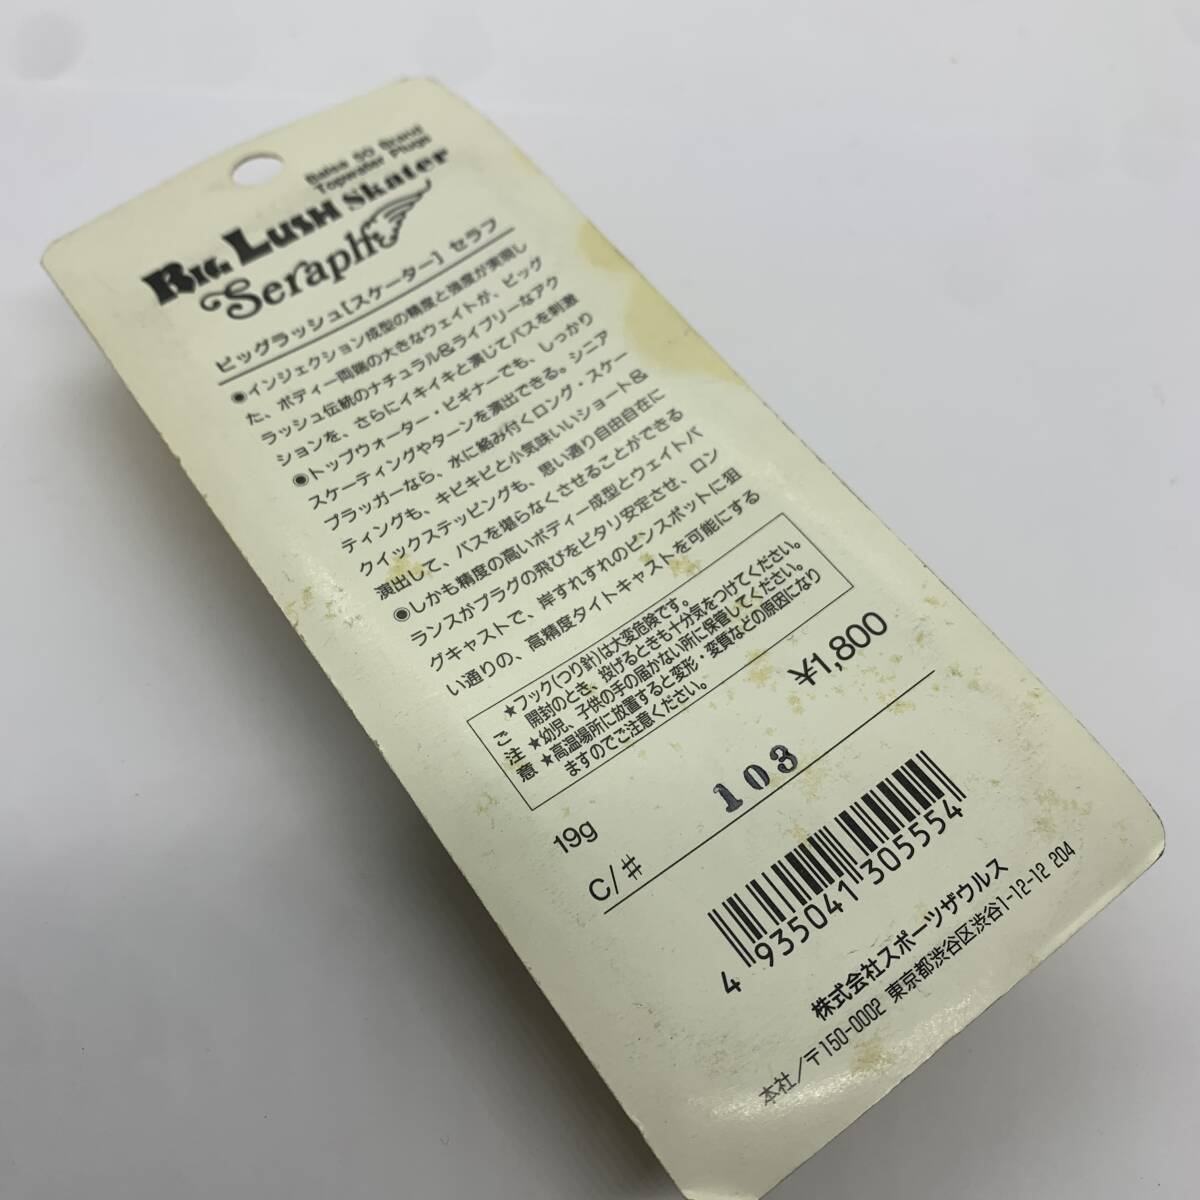 Balsa 50 Brand
Topwater Plugs
BIG LUSH Skater
Seraph
ビッグラッシュ[スケーター] セラフ
◉インジェクション成型の精度と強度が実現し
た、ボディー両端の大きなウェイトが、ビッグ
ラッシュ伝統のナチュラル&ライブリーなアク
ションを、さらにイキイキと演じてバスを刺激
◉トップウォーター・ビギナーでも、しっかり
スケーティングやターンを演出できる。シニア
プラッガーなら、水に絡み付くロング・スケー
ティングも、キビキビと小気味いいショート&
クイックステッピングも、思い通り自由自在に
演出して、バスを堪らなくさせることができる
◉しかも精度の高いボディー成型とウェイトバ
ランスがプラグの飛びをピタリ安定させ、ロン
グキャストで、岸すれすれのピンスポットに狙
い通りの、高精度タイトキャストを可能にする
ご注意
★フック(つり針)は大変危険です。
開封のとき、投げるときも十分気をつけてください。
★幼児、子供の手の届かない所に保管してください。
★高温場所に放置すると変形・変質などの原因になり
ますのでご注意ください。
¥1,800
19g
C/# 103
4 935041 305554
株式会社スポーツザウルス
本社/〒150-0002 東京都渋谷区渋谷1-12-12 204